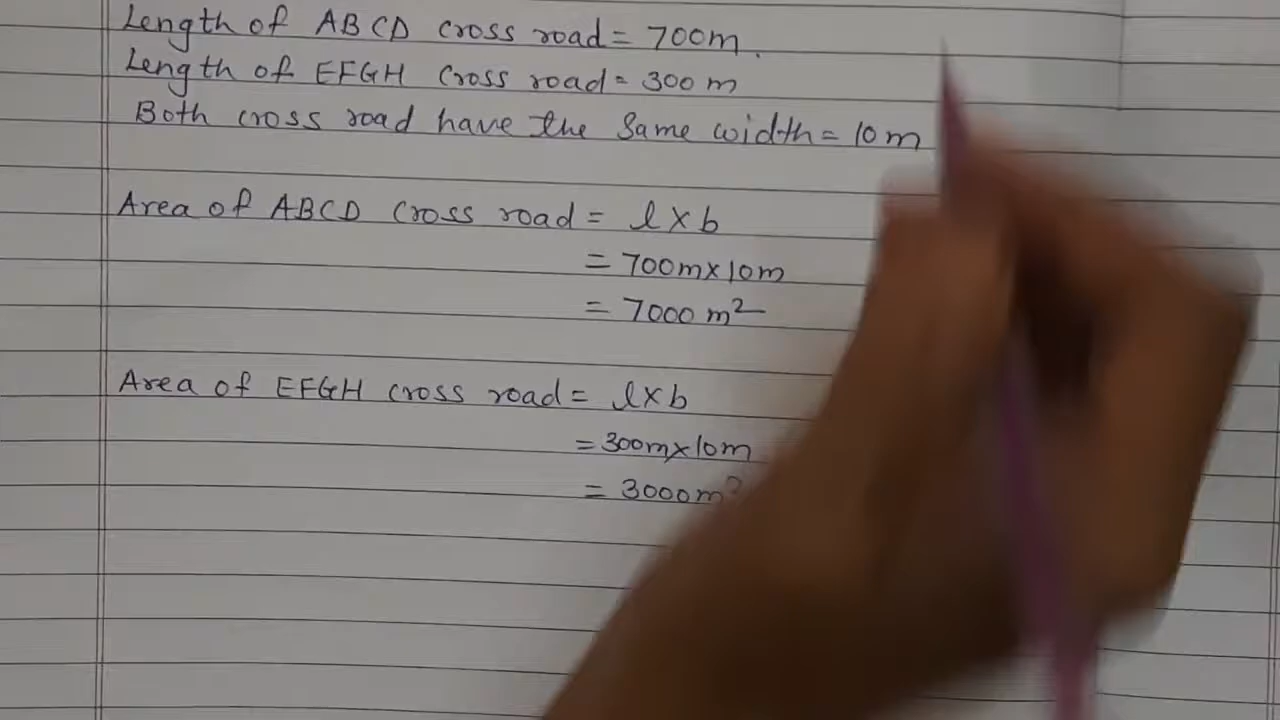 Length of ABCD cross road = 700m.
Length of EFGH cross road = 300 m
Both cross road have the same width = 10 m
Area of ABCD cross road = l × b
= 700m × 10m
= 7000 m²
Area of EFGH cross road = l × b
= 300m × 10m
= 3000m²